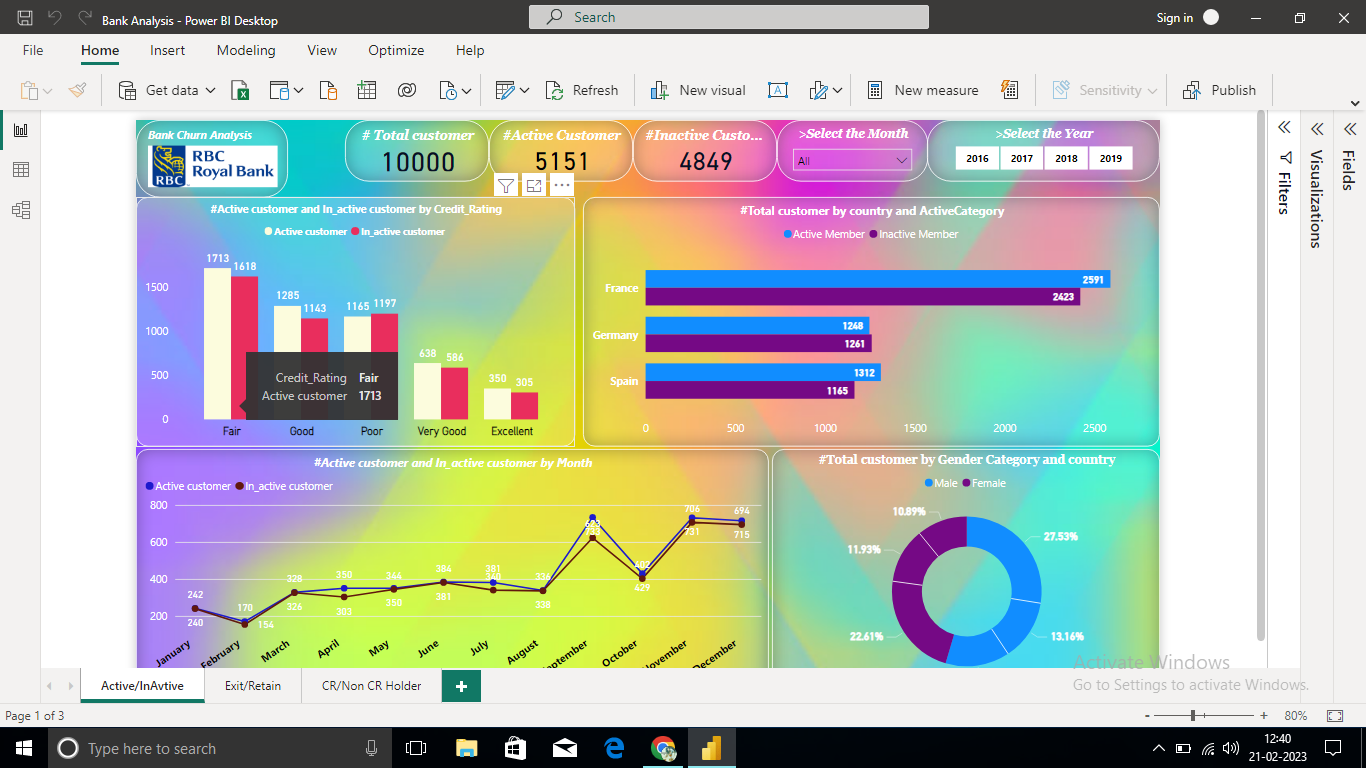 Bank Analysis - Power BI Desktop
Search
Sign in
File Home Insert Modeling View Optimize Help
Get data
Refresh
New visual
New measure
Sensitivity
Publish
Bank Churn Analysis
RBC
RBC
Royal Bank
# Total customer
10000
#Active Customer
5151
#Inactive Custo...
4849
>Select the Month
All
>Select the Year
2016 2017 2018 2019
Filters
Visualizations
Fields
#Active customer and In_active customer by Credit_Rating
Active customer In_active customer
1713 1618
1285 1143
1165 1197
638 586
350 305
1500
1000
500
0
Credit_Rating Fair
Active customer 1713
Fair Good Poor Very Good Excellent
#Total customer by country and ActiveCategory
Active Member Inactive Member
France 2591
2423
Germany 1248
1261
Spain 1312
1165
0 500 1000 1500 2000 2500
#Active customer and In_active customer by Month
Active customer In_active customer
800
600
400
200
242 170 328 350 344 384 381 706 694
240 154 326 303 350 381 340 338 429 731 715
January February March April May June July August October
#Total customer by Gender Category and country
Male Female
10.89%
27.53%
11.93%
22.61%
13.16%
Activate Windows
Go to Settings to activate Windows.
Active/InAvtive Exit/Retain CR/Non CR Holder +
Page 1 of 3
- + 80%
Type here to search
12:40
21-02-2023